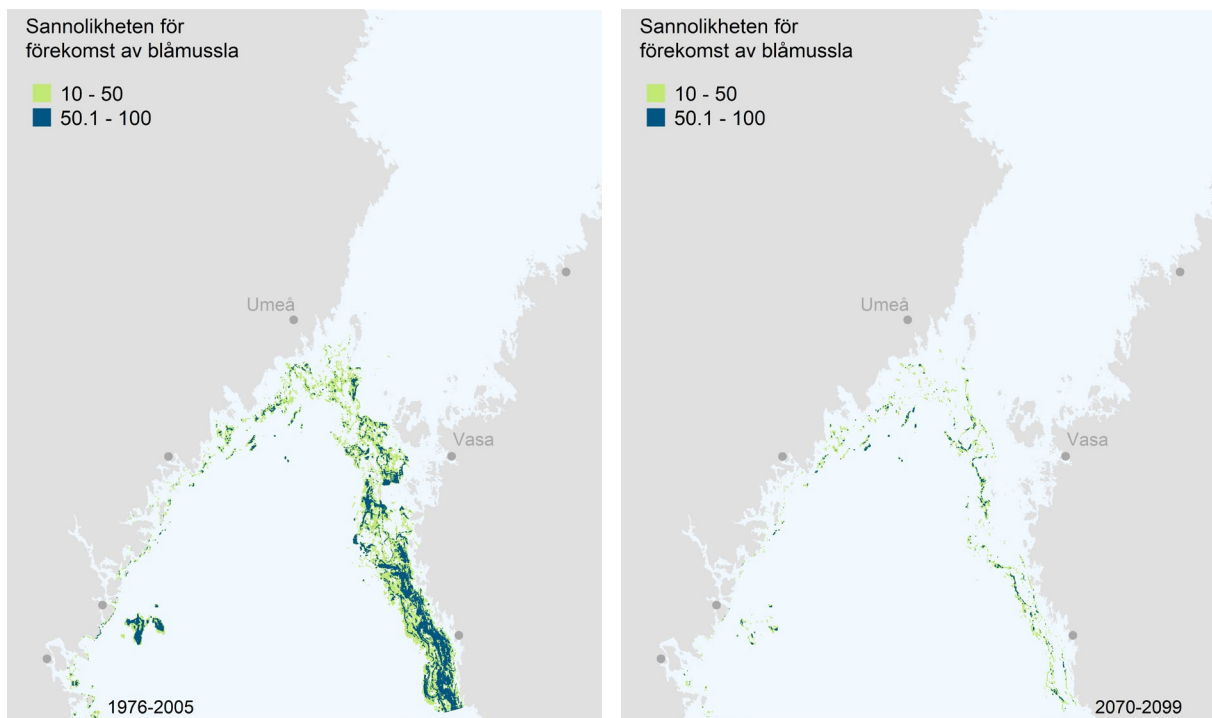 Sannolikheten för
förekomst av blåmussla
10 - 50
50.1 - 100
Umeå
Vasa
1976-2005
Sannolikheten för
förekomst av blåmussla
10 - 50
50.1 - 100
Umeå
Vasa
2070-2099